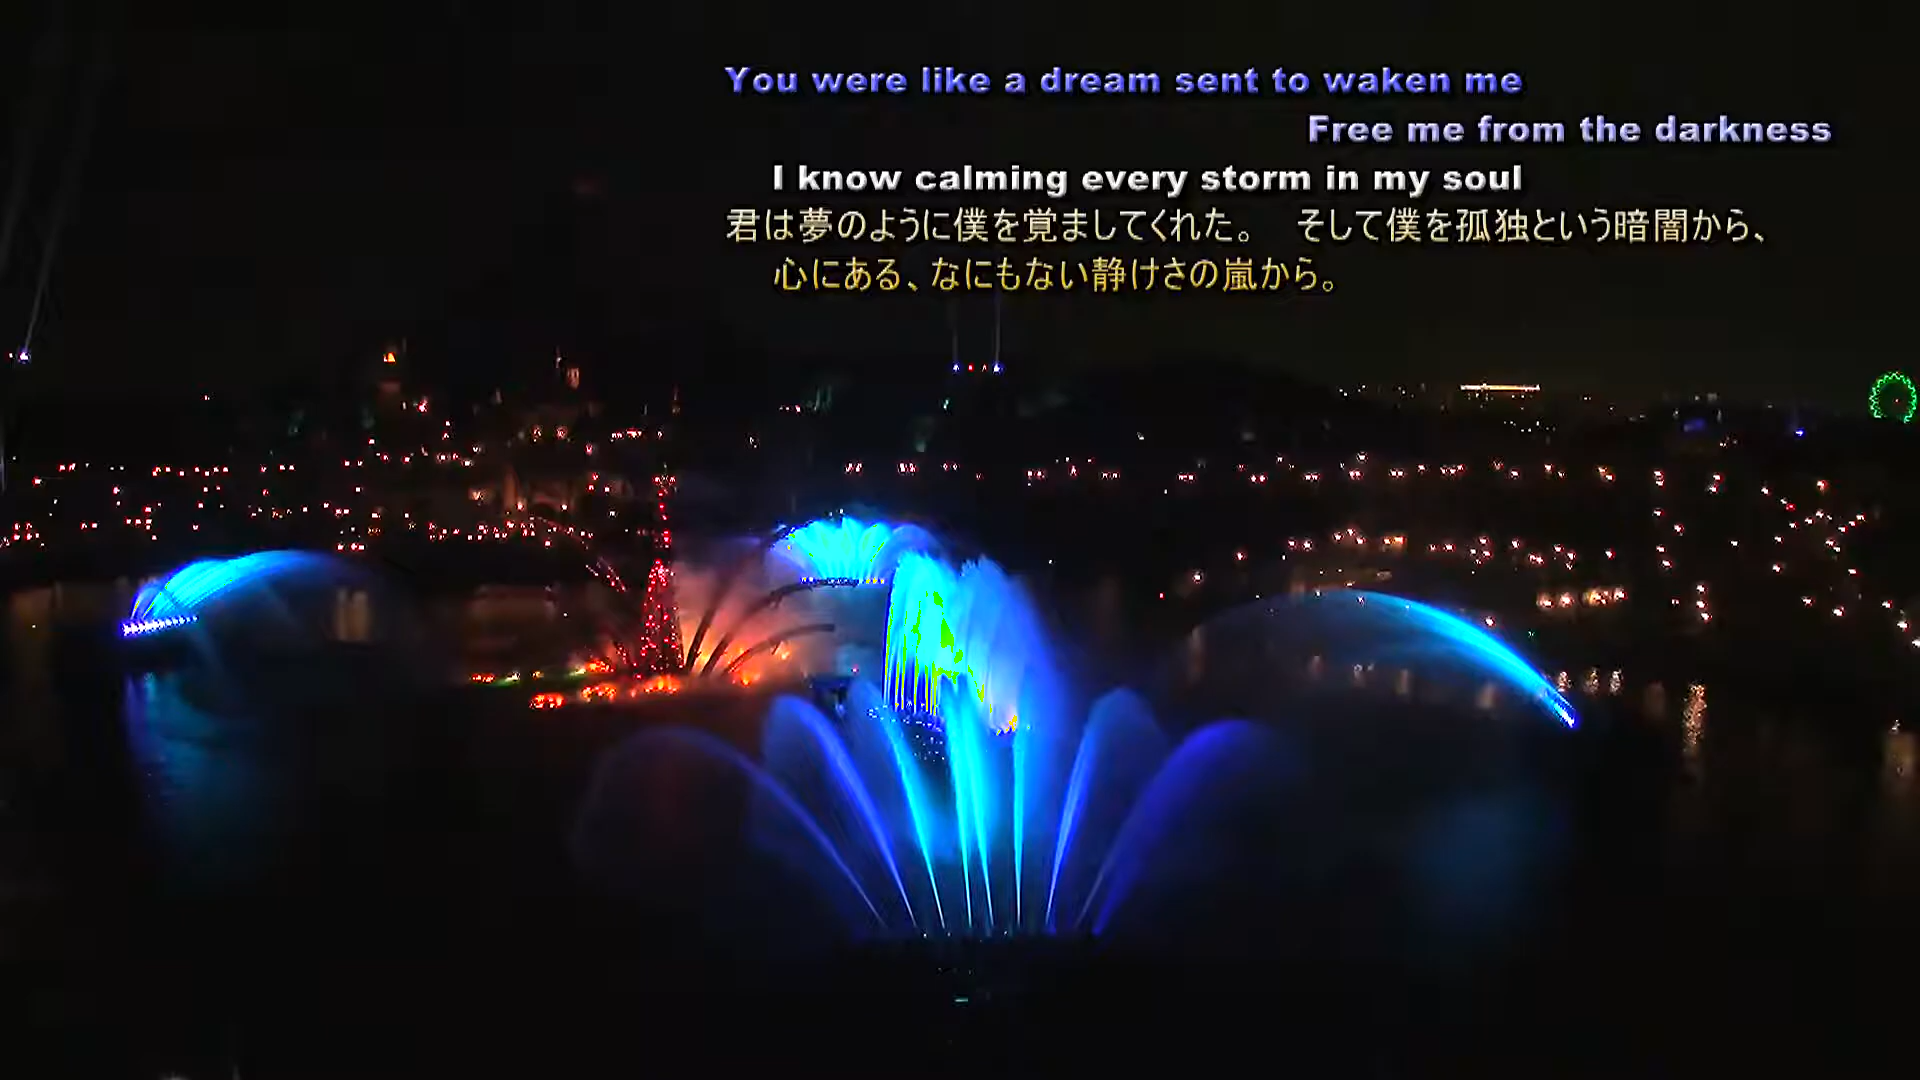 You were like a dream sent to waken me
Free me from the darkness
I know calming every storm in my soul
君は夢のように僕を覚ましてくれた。　そして僕を孤独という暗闇から、
心にある、なにもない静けさの嵐から。